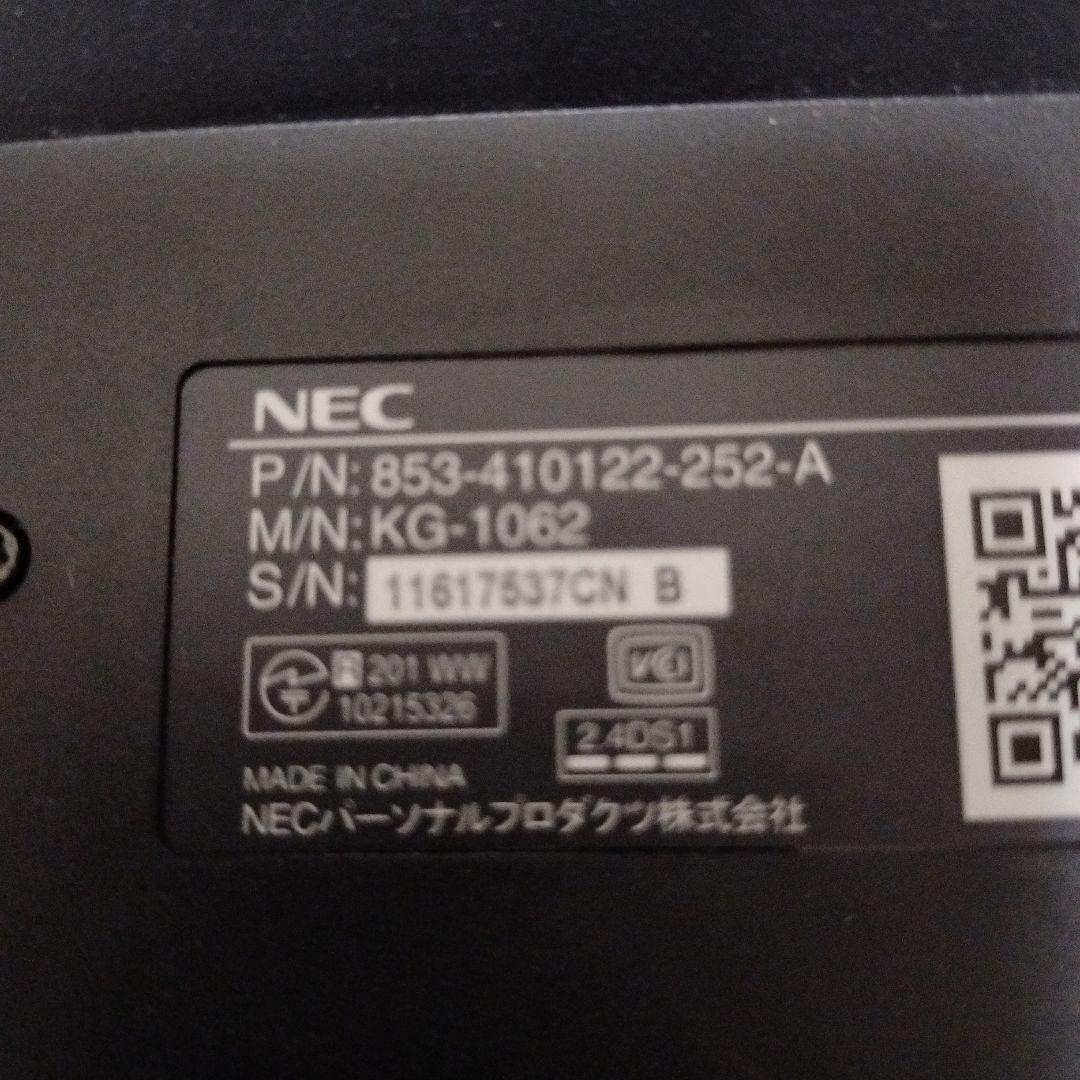 NEC
P/N: 853-410122-252-A
M/N: KG-1062
S/N: 11617537CN B
R 201 WW
10215326
VCCI
2.4DS1
MADE IN CHINA
NECパーソナルプロダクツ株式会社